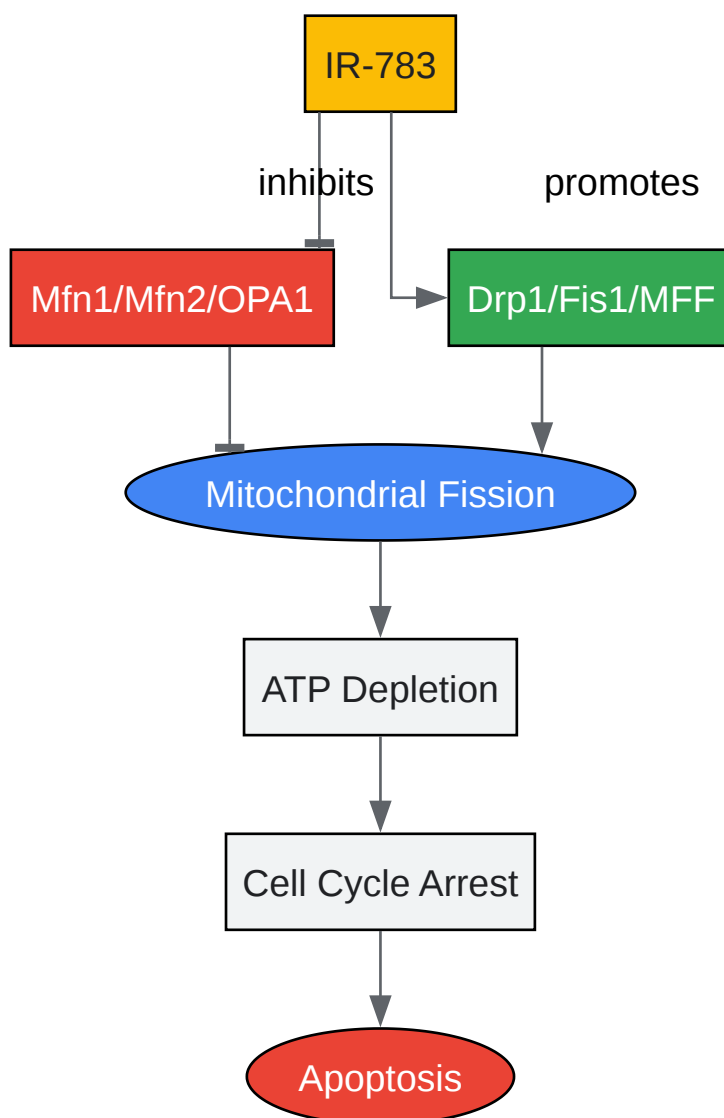 IR-783
inhibits
promotes
Mfn1/Mfn2/OPA1
Drp1/Fis1/MFF
Mitochondrial Fission
ATP Depletion
Cell Cycle Arrest
Apoptosis